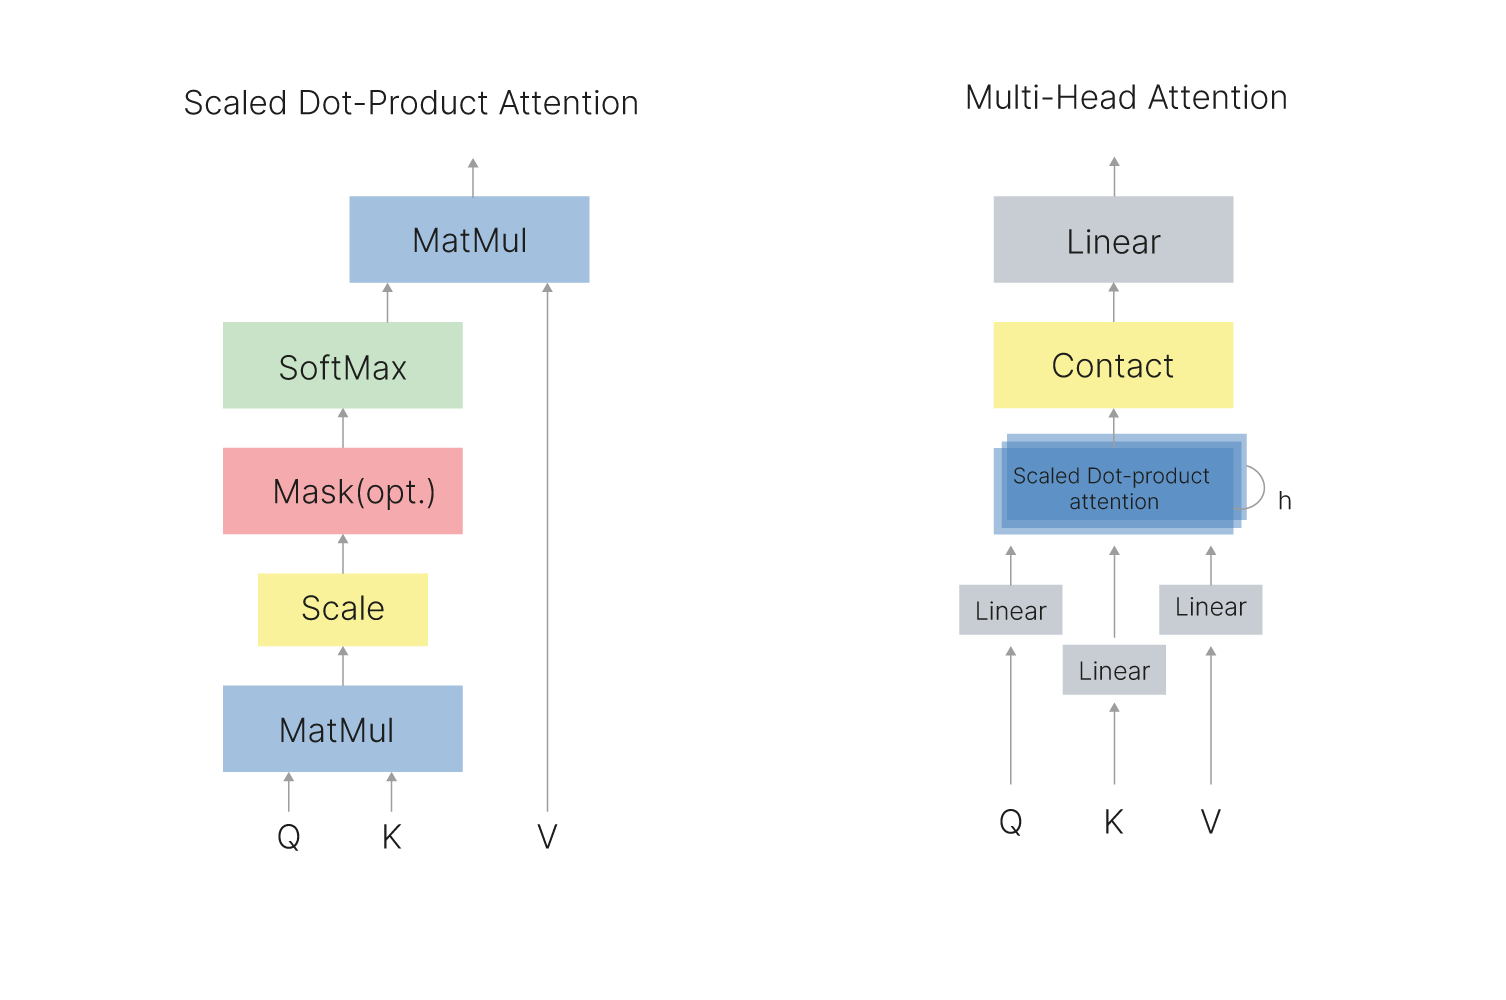 Scaled Dot-Product Attention
MatMul
SoftMax
Mask(opt.)
Scale
MatMul
Q
K
V
Multi-Head Attention
Linear
Contact
Scaled Dot-product
attention
h
Linear
Linear
Linear
Q
K
V